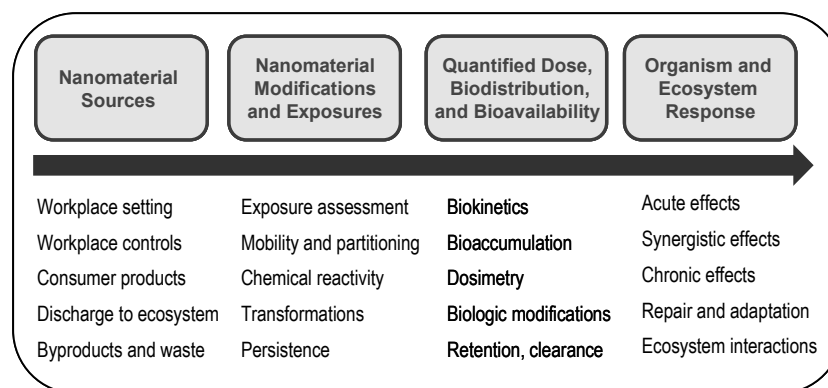 Nanomaterial
Sources
Nanomaterial
Modifications
and Exposures
Quantified Dose,
Biodistribution,
and Bioavailability
Organism and
Ecosystem
Response
Workplace setting
Workplace controls
Consumer products
Discharge to ecosystem
Byproducts and waste
Exposure assessment
Mobility and partitioning
Chemical reactivity
Transformations
Persistence
Biokinetics
Bioaccumulation
Dosimetry
Biologic modifications
Retention, clearance
Acute effects
Synergistic effects
Chronic effects
Repair and adaptation
Ecosystem interactions